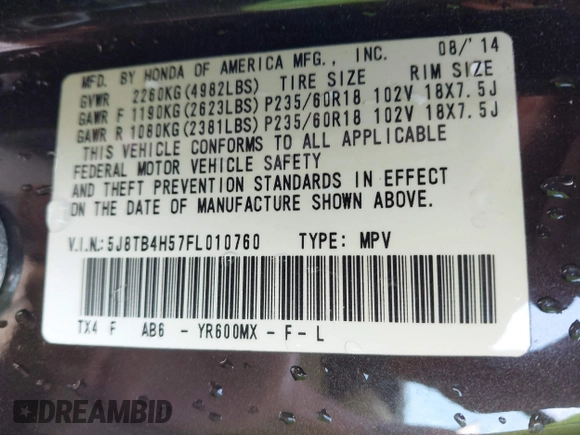 MFD. BY HONDA OF AMERICA MFG., INC. 08/'14
GVWR 2260KG(4982LBS) TIRE SIZE RIM SIZE
GAWR F 1190KG(2623LBS) P235/60R18 102V 18X7.5J
GAWR R 1080KG(2381LBS) P235/60R18 102V 18X7.5J
THIS VEHICLE CONFORMS TO ALL APPLICABLE
FEDERAL MOTOR VEHICLE SAFETY
AND THEFT PREVENTION STANDARDS IN EFFECT
ON THE DATE OF MANUFACTURE SHOWN ABOVE.
V.I.N.: 5J8TB4H57FL010760 TYPE: MPV
TX4 F AB6 - YR600MX - F - L
DREAMBID